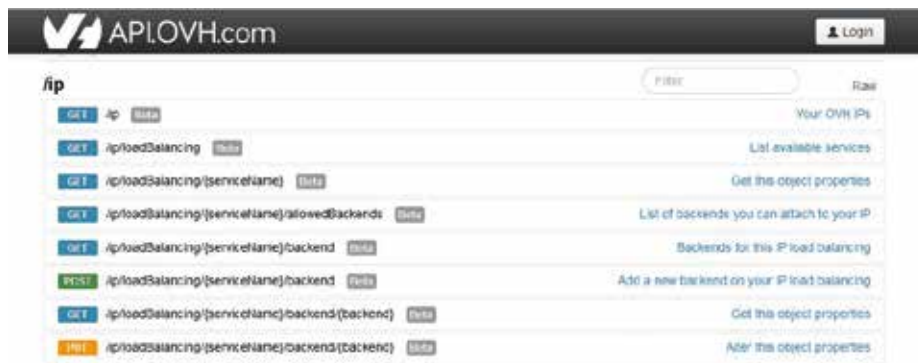 API.OVH.com
Login
/ip
Filter
Raw
GET /ip Beta Your OVH IPs
GET /ip/loadBalancing Beta List available services
GET /ip/loadBalancing/{serviceName} Beta Get this object properties
GET /ip/loadBalancing/{serviceName}/allowedBackends Beta List of backends you can attach to your IP
GET /ip/loadBalancing/{serviceName}/backend Beta Backends for this IP load balancing
POST /ip/loadBalancing/{serviceName}/backend Beta Add a new backend on your IP load balancing
GET /ip/loadBalancing/{serviceName}/backend/{backend} Beta Get this object properties
PUT /ip/loadBalancing/{serviceName}/backend/{backend} Beta Alter this object properties